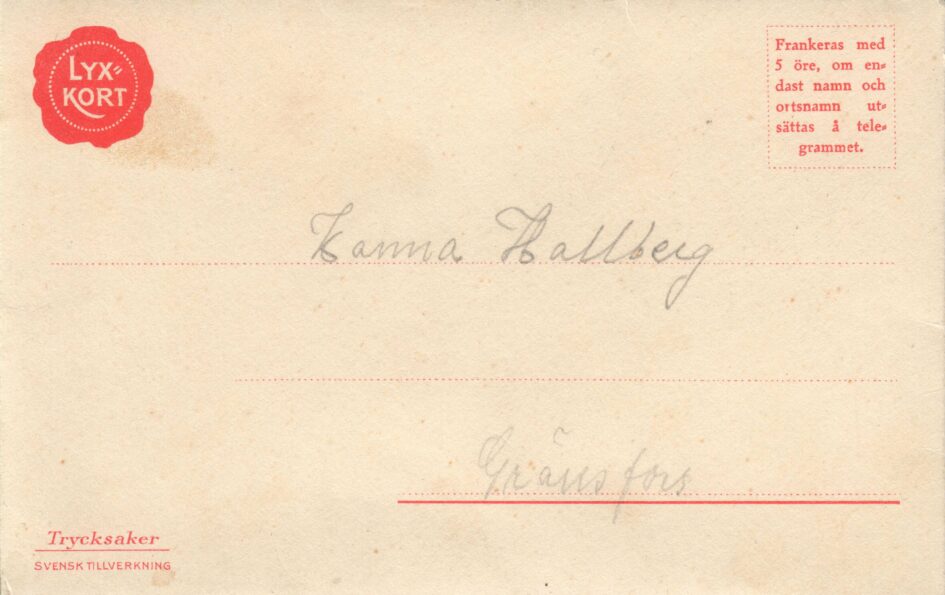 LYX-
KORT
Frankeras med
5 öre, om en-
dast namn och
ortsnamn ut-
sättas å tele-
grammet.
Hanna Hallberg
Gränsfors
Trycksaker
SVENSK TILLVERKNING